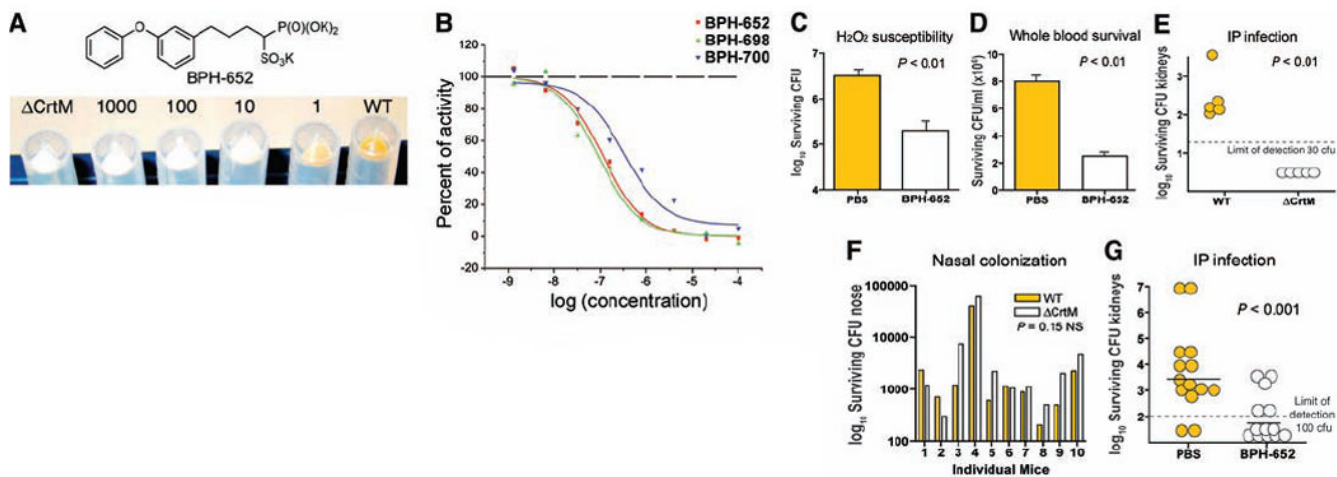 A
O
P(O)(OK)₂
SO₃K
BPH-652
ΔCrtM 1000 100 10 1 WT
B
BPH-652
BPH-698
BPH-700
Percent of activity
120
100
80
60
40
20
0
-20
-9 -8 -7 -6 -5 -4
log (concentration)
C
H₂O₂ susceptibility
P < 0.01
log₁₀ Surviving CFU
7
6
5
4
PBS BPH-652
D
Whole blood survival
P < 0.01
Surviving CFU/ml (x10⁶)
10
8
6
4
2
0
PBS BPH-652
E
IP infection
P < 0.01
log₁₀ Surviving CFU kidneys
3
2
1
Limit of detection 30 cfu
WT ΔCrtM
F
Nasal colonization
WT
ΔCrtM
P = 0.15 NS
log₁₀ Surviving CFU nose
100000
10000
1000
100
1 2 3 4 5 6 7 8 9 10
Individual Mice
G
IP infection
P < 0.001
log₁₀ Surviving CFU kidneys
7
6
5
4
3
2
1
Limit of
detection
100 cfu
PBS BPH-652